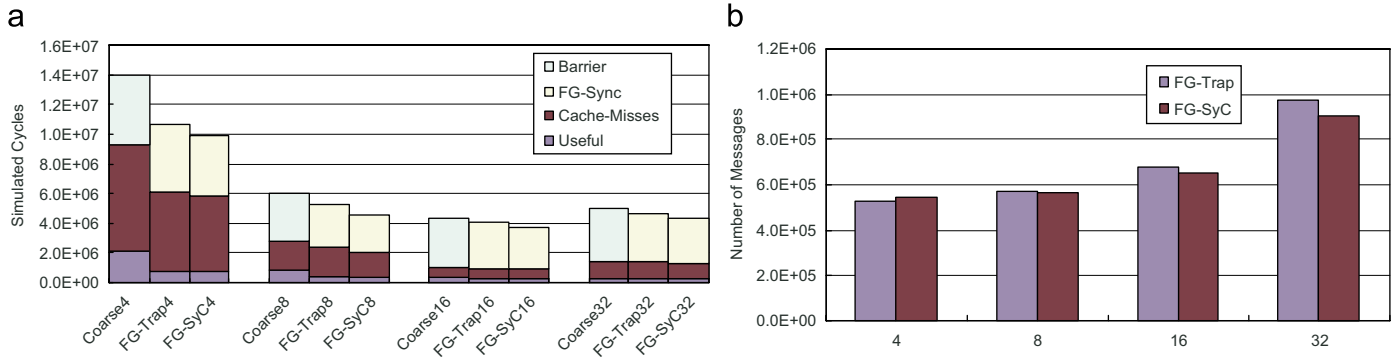 a
Simulated Cycles
1.6E+07
1.4E+07
1.2E+07
1.0E+07
8.0E+06
6.0E+06
4.0E+06
2.0E+06
0.0E+00
Barrier
FG-Sync
Cache-Misses
Useful
Coarse4
FG-Trap4
FG-SyC4
Coarse8
FG-Trap8
FG-SyC8
Coarse16
FG-Trap16
FG-SyC16
Coarse32
FG-Trap32
FG-SyC32
b
Number of Messages
1.2E+06
1.0E+06
8.0E+05
6.0E+05
4.0E+05
2.0E+05
0.0E+00
FG-Trap
FG-SyC
4
8
16
32